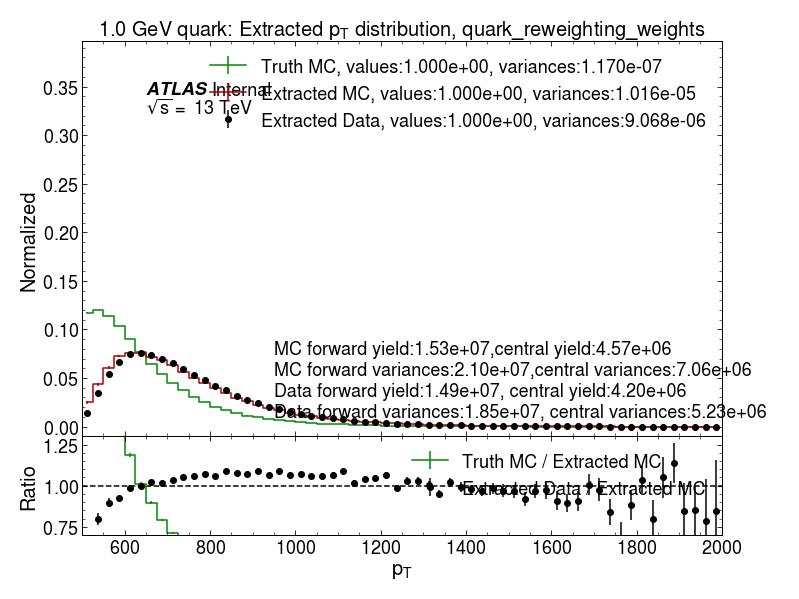 1.0 GeV quark: Extracted pT distribution, quark_reweighting_weights
Truth MC, values:1.000e+00, variances:1.170e-07
ATLAS Internal
Extracted MC, values:1.000e+00, variances:1.016e-05
√s = 13 TeV
Extracted Data, values:1.000e+00, variances:9.068e-06
Normalized
0.35
0.30
0.25
0.20
0.15
0.10
0.05
0.00
MC forward yield:1.53e+07,central yield:4.57e+06
MC forward variances:2.10e+07,central variances:7.06e+06
Data forward yield:1.49e+07, central yield:4.20e+06
Data forward variances:1.85e+07, central variances:5.23e+06
Ratio
1.25
1.00
0.75
Truth MC / Extracted MC
Extracted Data / Extracted MC
600 800 1000 1200 1400 1600 1800 2000
pT